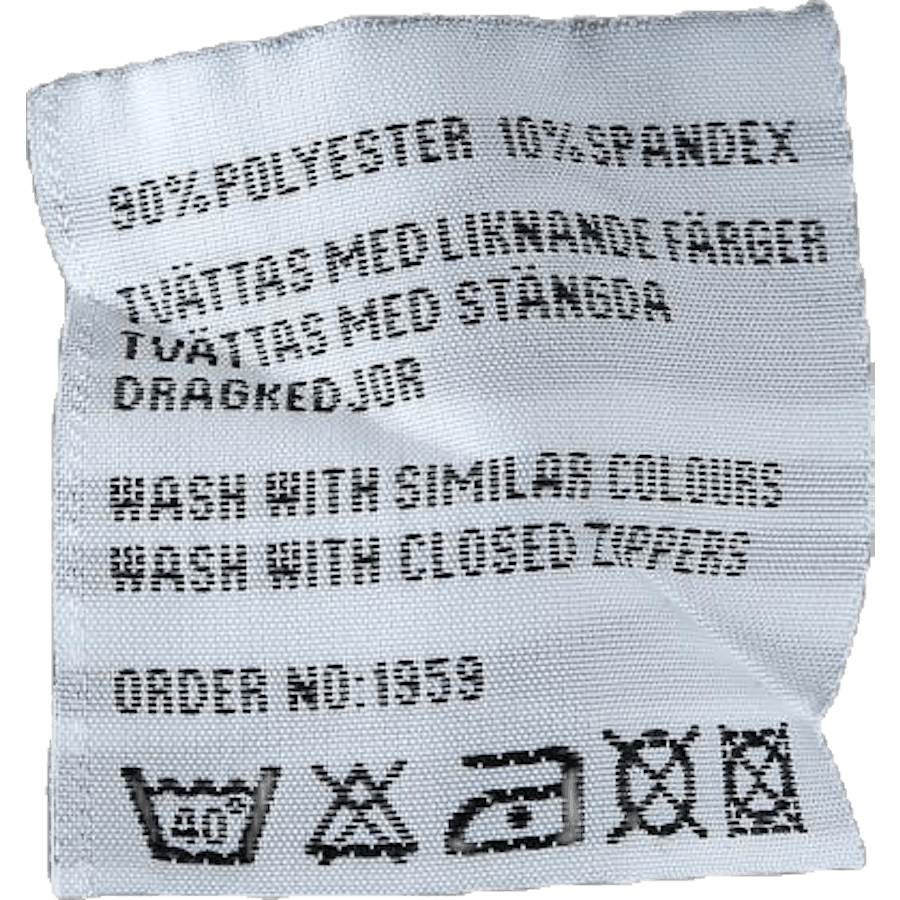 90%POLYESTER 10%SPANDEX
TVÄTTAS MED LIKNANDE FÄRGER
TVÄTTAS MED STÄNGDA
DRAGKEDJOR
WASH WITH SIMILAR COLOURS
WASH WITH CLOSED ZIPPERS
ORDER NO:1959
40°